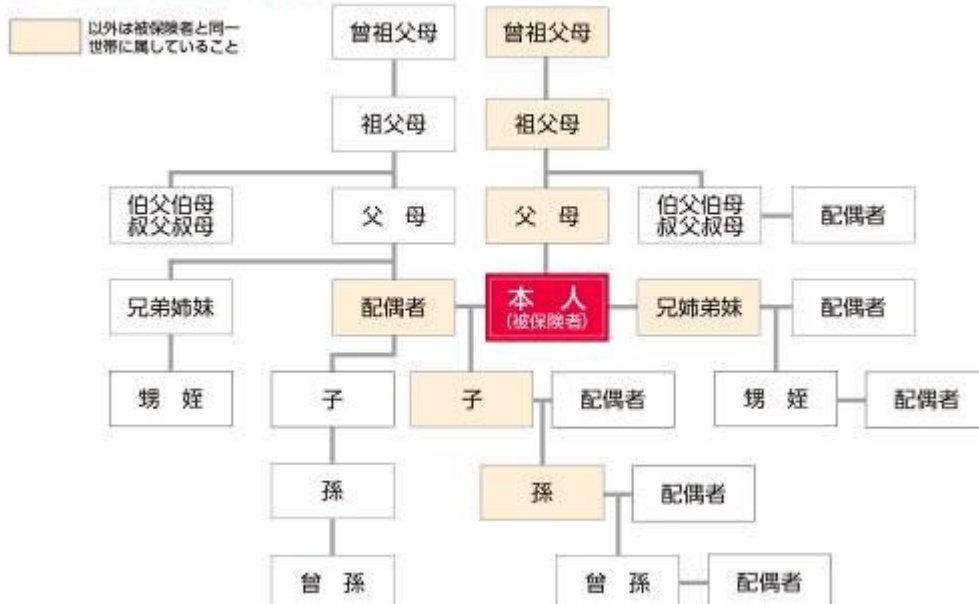 以外は被保険者と同一
世帯に属していること
曾祖父母
曾祖父母
祖父母
祖父母
伯父伯母
叔父叔母
父 母
父 母
伯父伯母
叔父叔母
配偶者
兄弟姉妹
配偶者
本 人
(被保険者)
兄姉弟妹
配偶者
甥 姪
子
子
配偶者
甥 姪
配偶者
孫
孫
配偶者
曾 孫
曾 孫
配偶者